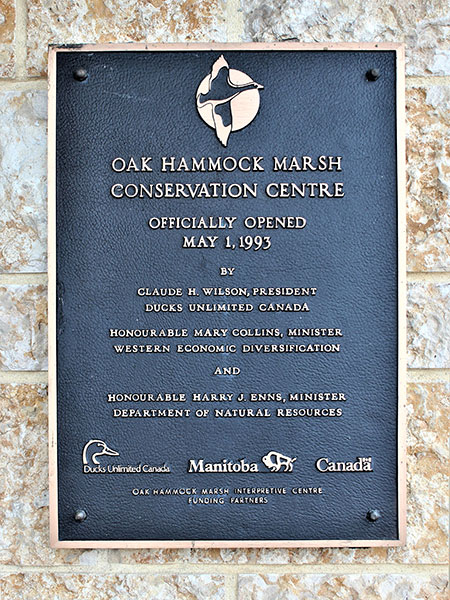 OAK HAMMOCK MARSH
CONSERVATION CENTRE
OFFICIALLY OPENED
MAY 1, 1993
BY
CLAUDE H. WILSON, PRESIDENT
DUCKS UNLIMITED CANADA
HONOURABLE MARY COLLINS, MINISTER
WESTERN ECONOMIC DIVERSIFICATION
AND
HONOURABLE HARRY J. ENNS, MINISTER
DEPARTMENT OF NATURAL RESOURCES
Ducks Unlimited Canada Manitoba Canada
OAK HAMMOCK MARSH INTERPRETIVE CENTRE
FUNDING PARTNERS